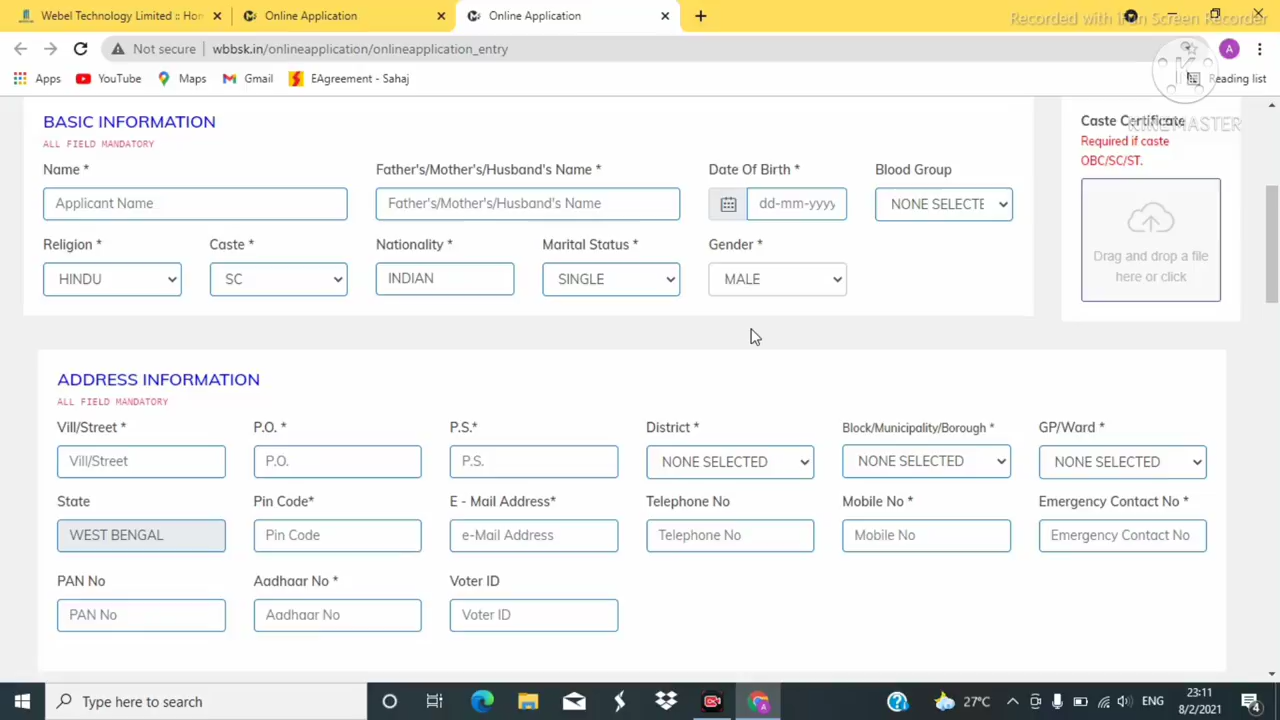 Webel Technology Limited :: Hon
Online Application
Online Application
Recorded with iFun Screen Recorder
Not secure
wbbsk.in/onlineapplication/onlineapplication_entry
A
Apps
YouTube
Maps
Gmail
EAgreement - Sahaj
Reading list
K
KINEMASTER
BASIC INFORMATION
ALL FIELD MANDATORY
Name *
Father's/Mother's/Husband's Name *
Date Of Birth *
Blood Group
Applicant Name
Father's/Mother's/Husband's Name
dd-mm-yyyy
NONE SELECTE
Religion *
Caste *
Nationality *
Marital Status *
Gender *
HINDU
SC
INDIAN
SINGLE
MALE
Caste Certificate
Required if caste
OBC/SC/ST.
Drag and drop a file
here or click
ADDRESS INFORMATION
ALL FIELD MANDATORY
Vill/Street *
P.O. *
P.S.*
District *
Block/Municipality/Borough *
GP/Ward *
Vill/Street
P.O.
P.S.
NONE SELECTED
NONE SELECTED
NONE SELECTED
State
Pin Code*
E - Mail Address*
Telephone No
Mobile No *
Emergency Contact No *
WEST BENGAL
Pin Code
e-Mail Address
Telephone No
Mobile No
Emergency Contact No
PAN No
Aadhaar No *
Voter ID
PAN No
Aadhaar No
Voter ID
Type here to search
27°C
ENG
23:11
8/2/2021
4